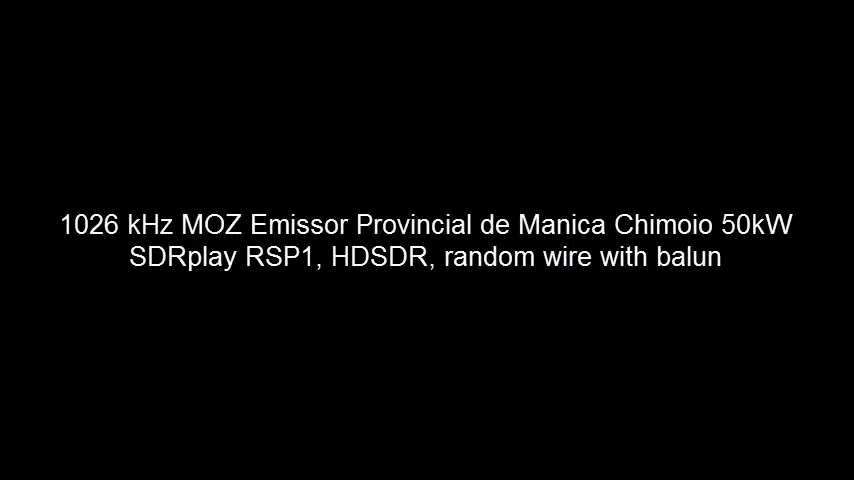 1026 kHz MOZ Emissor Provincial de Manica Chimoio 50kW
SDRplay RSP1, HDSDR, random wire with balun